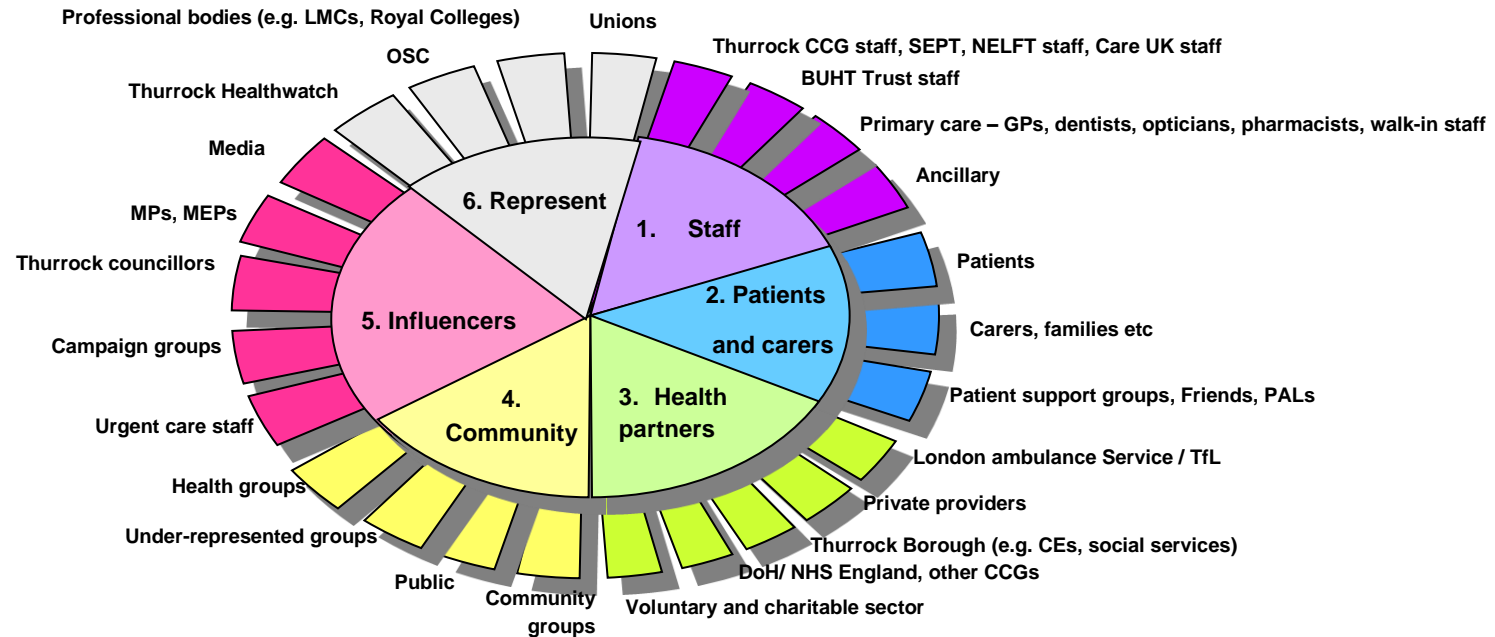 Professional bodies (e.g. LMCs, Royal Colleges)
Unions
OSC
Thurrock CCG staff, SEPT, NELFT staff, Care UK staff
BUHT Trust staff
Thurrock Healthwatch
Primary care – GPs, dentists, opticians, pharmacists, walk-in staff
Media
Ancillary
6. Represent
1. Staff
MPs, MEPs
Thurrock councillors
Patients
2. Patients
and carers
5. Influencers
Carers, families etc
Campaign groups
Patient support groups, Friends, PALs
4.
Community
3. Health
partners
Urgent care staff
London ambulance Service / TfL
Health groups
Private providers
Under-represented groups
Thurrock Borough (e.g. CEs, social services)
DoH/ NHS England, other CCGs
Public
Community
groups
Voluntary and charitable sector